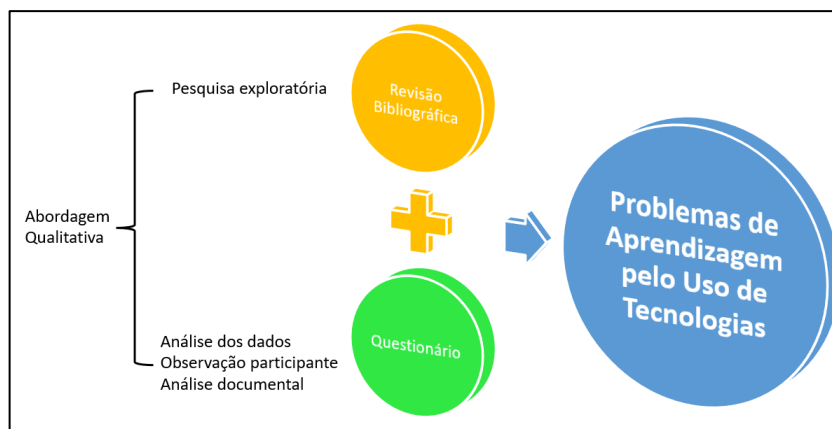 Pesquisa exploratória
Revisão
Bibligráfica
Abordagem
Qualitativa
Problemas de
Aprendizagem
pelo Uso de
Tecnologias
Análise dos dados
Observação participante
Análise documental
Questionário